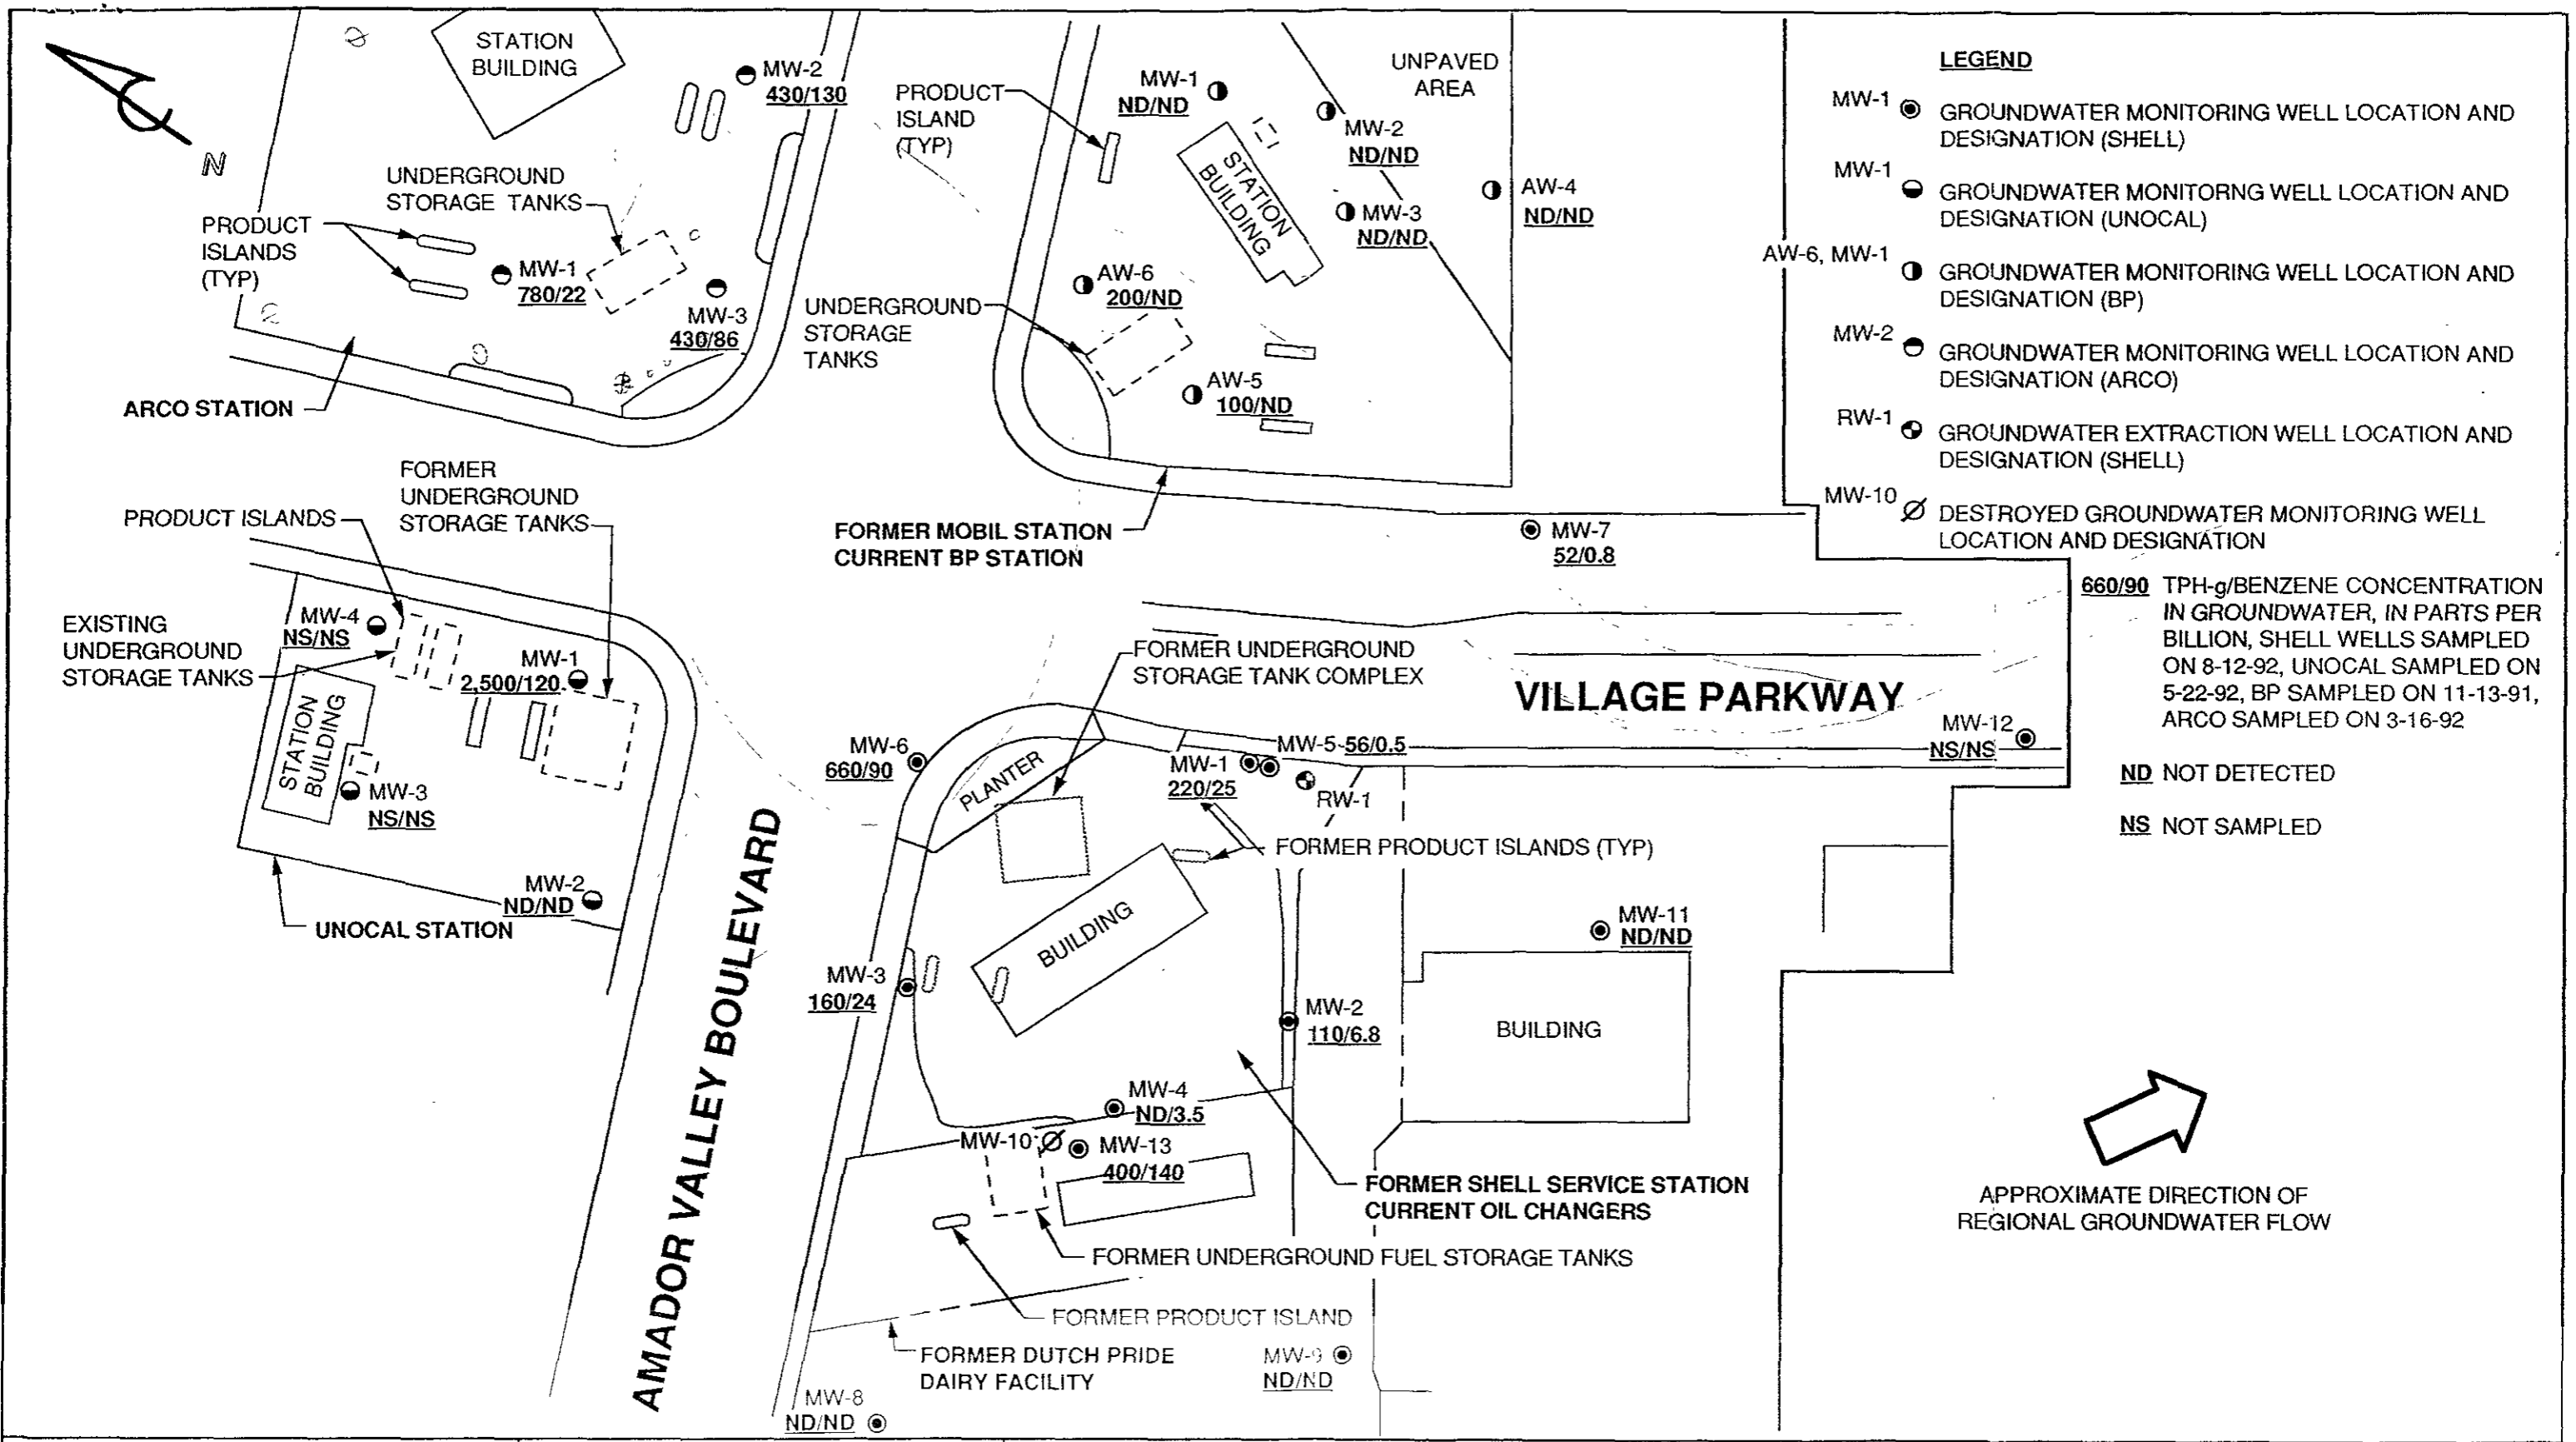 STATION
BUILDING
MW-2
430/130
UNDERGROUND
STORAGE TANKS
N
PRODUCT
ISLANDS
(TYP)
MW-1
780/22
MW-3
430/86
ARCO STATION
PRODUCT
ISLAND
(TYP)
MW-1
ND/ND
UNPAVED
AREA
MW-2
ND/ND
STATION
BUILDING
MW-3
ND/ND
AW-4
ND/ND
AW-6
200/ND
UNDERGROUND
STORAGE
TANKS
AW-5
100/ND
FORMER MOBIL STATION
CURRENT BP STATION
LEGEND
MW-1
GROUNDWATER MONITORING WELL LOCATION AND
DESIGNATION (SHELL)
MW-1
GROUNDWATER MONITORNG WELL LOCATION AND
DESIGNATION (UNOCAL)
AW-6, MW-1
GROUNDWATER MONITORING WELL LOCATION AND
DESIGNATION (BP)
MW-2
GROUNDWATER MONITORING WELL LOCATION AND
DESIGNATION (ARCO)
RW-1
GROUNDWATER EXTRACTION WELL LOCATION AND
DESIGNATION (SHELL)
MW-10
DESTROYED GROUNDWATER MONITORING WELL
LOCATION AND DESIGNATION
660/90 TPH-g/BENZENE CONCENTRATION
IN GROUNDWATER, IN PARTS PER
BILLION, SHELL WELLS SAMPLED
ON 8-12-92, UNOCAL SAMPLED ON
5-22-92, BP SAMPLED ON 11-13-91,
ARCO SAMPLED ON 3-16-92
ND NOT DETECTED
NS NOT SAMPLED
FORMER
UNDERGROUND
STORAGE TANKS
PRODUCT ISLANDS
MW-4
NS/NS
EXISTING
UNDERGROUND
STORAGE TANKS
MW-1
2,500/120
STATION
BUILDING
MW-3
NS/NS
MW-2
ND/ND
UNOCAL STATION
AMADOR VALLEY BOULEVARD
MW-7
52/0.8
FORMER UNDERGROUND
STORAGE TANK COMPLEX
VILLAGE PARKWAY
MW-12
NS/NS
MW-6
660/90
PLANTER
MW-5 56/0.5
MW-1
220/25
RW-1
FORMER PRODUCT ISLANDS (TYP)
BUILDING
MW-11
ND/ND
MW-3
160/24
MW-2
110/6.8
BUILDING
MW-4
ND/3.5
MW-10
MW-13
400/140
FORMER SHELL SERVICE STATION
CURRENT OIL CHANGERS
FORMER UNDERGROUND FUEL STORAGE TANKS
FORMER PRODUCT ISLAND
FORMER DUTCH PRIDE
DAIRY FACILITY
MW-9
ND/ND
MW-8
ND/ND
APPROXIMATE DIRECTION OF
REGIONAL GROUNDWATER FLOW